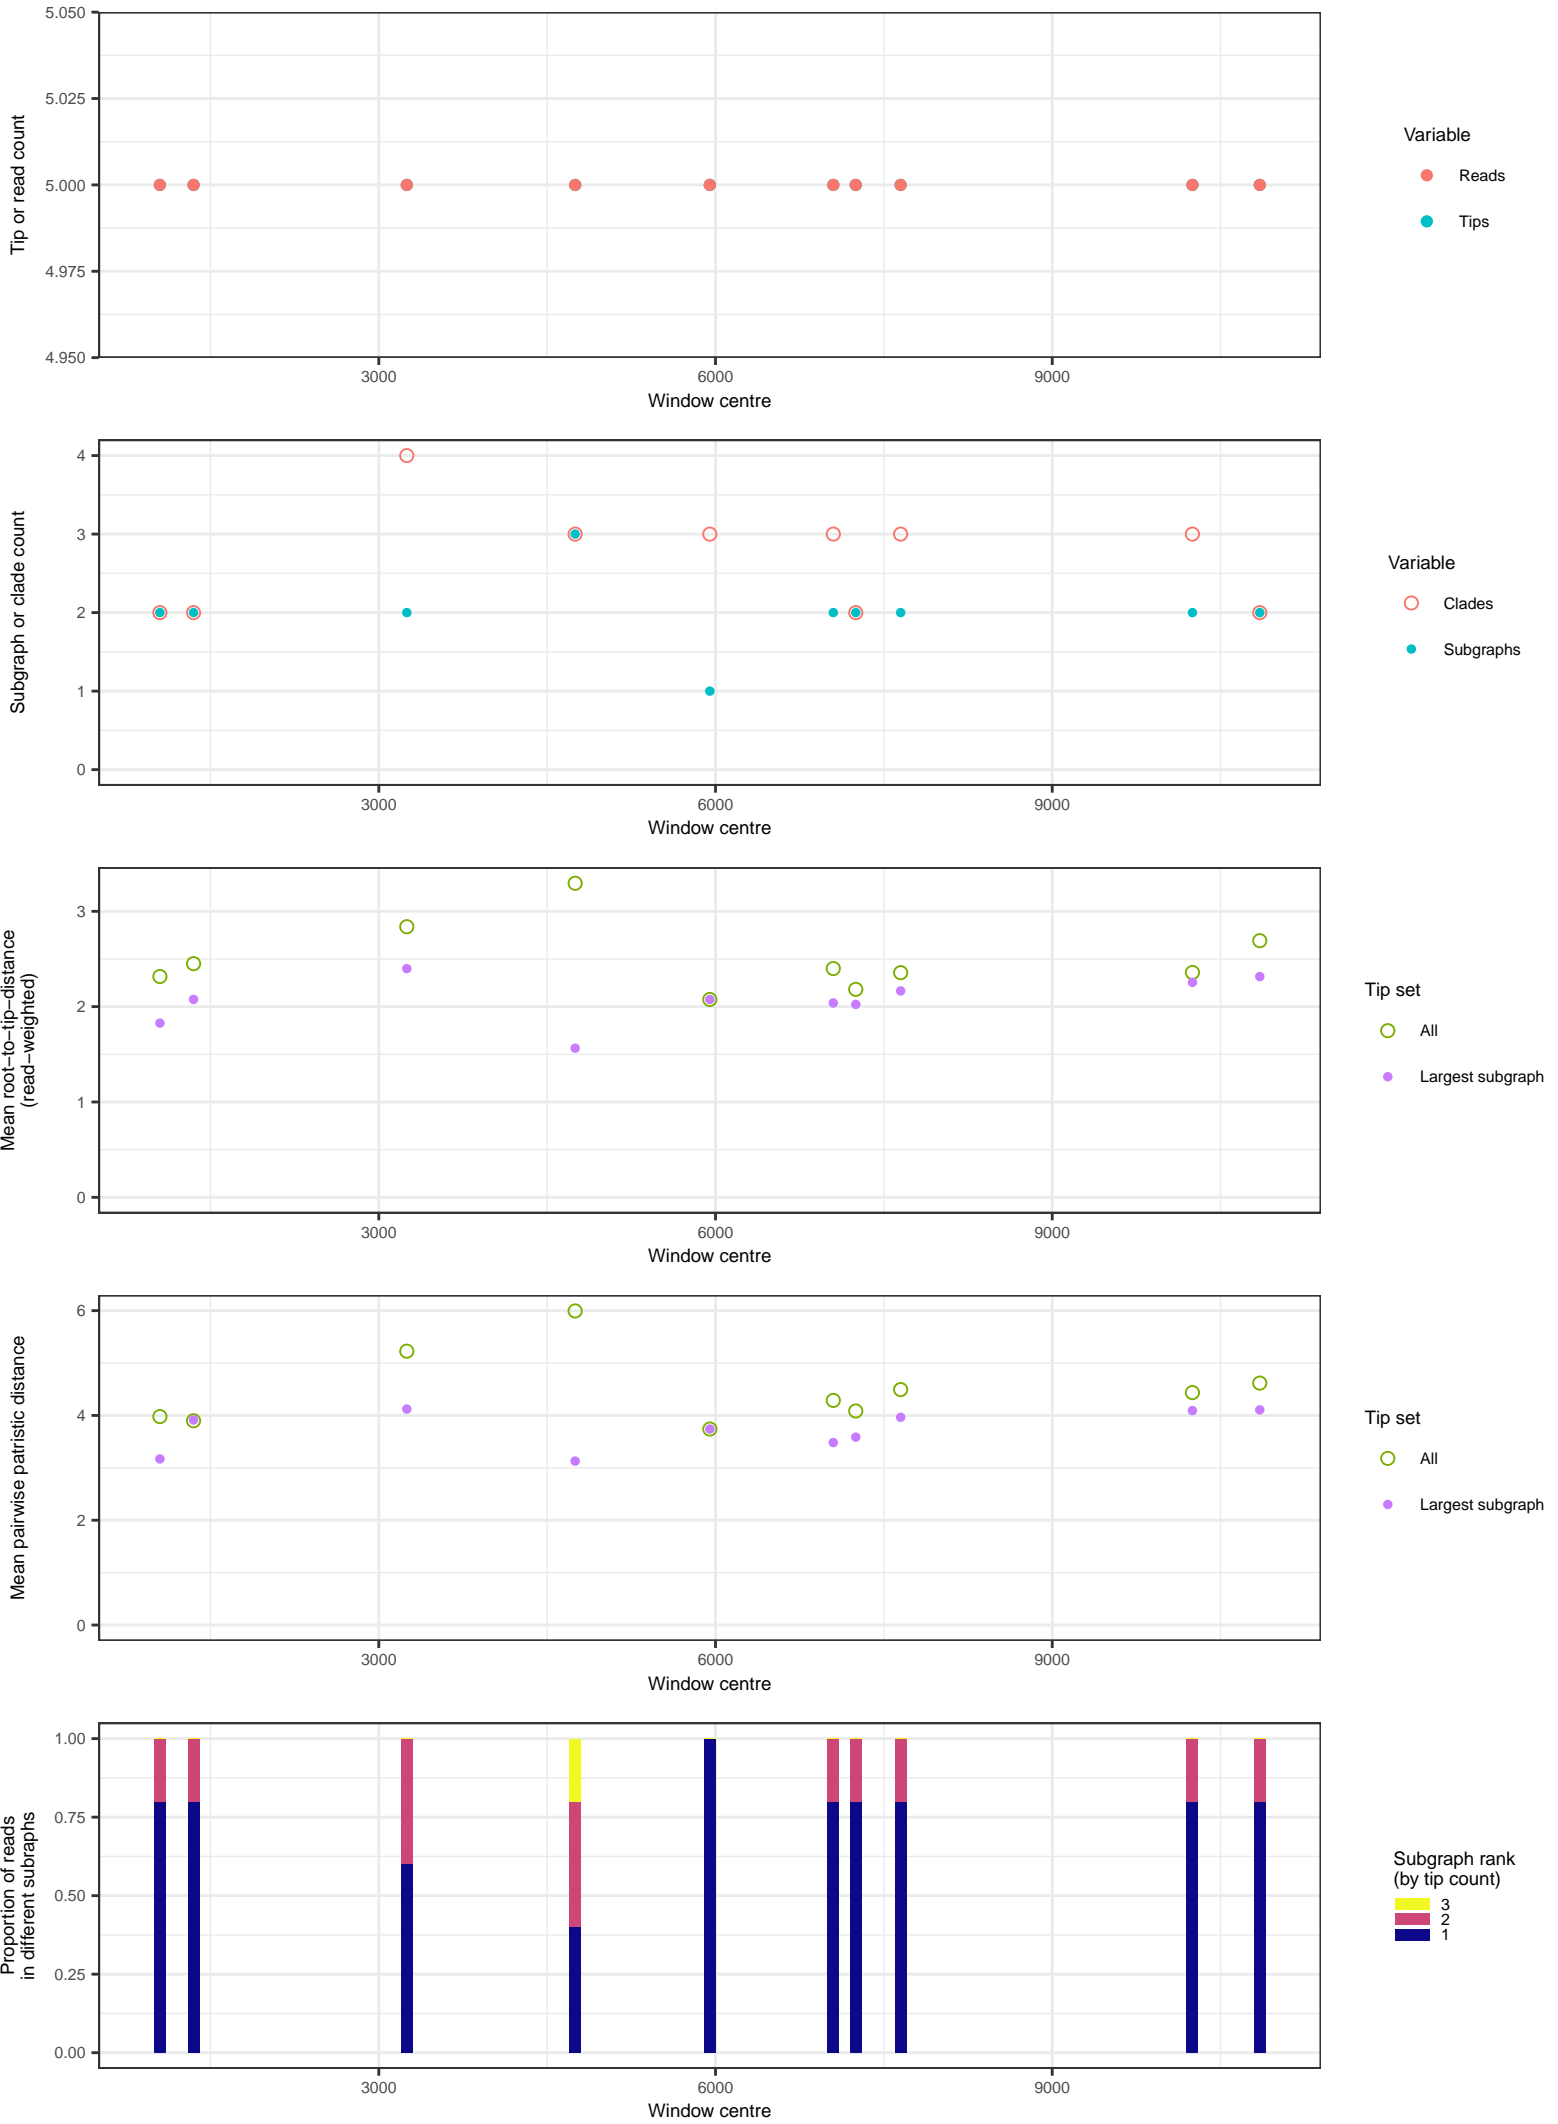 5.050
5.025
5.000
4.975
4.950
Tip or read count
3000 6000 9000
Window centre
Variable
Reads
Tips
4
3
2
1
0
Subgraph or clade count
3000 6000 9000
Window centre
Variable
Clades
Subgraphs
3
2
1
0
Mean root−to−tip−distance
(read−weighted)
3000 6000 9000
Window centre
Tip set
All
Largest subgraph
6
4
2
0
Mean pairwise patristic distance
3000 6000 9000
Window centre
Tip set
All
Largest subgraph
1.00
0.75
0.50
0.25
0.00
Proportion of reads
in different subraphs
3000 6000 9000
Window centre
Subgraph rank
(by tip count)
3
2
1